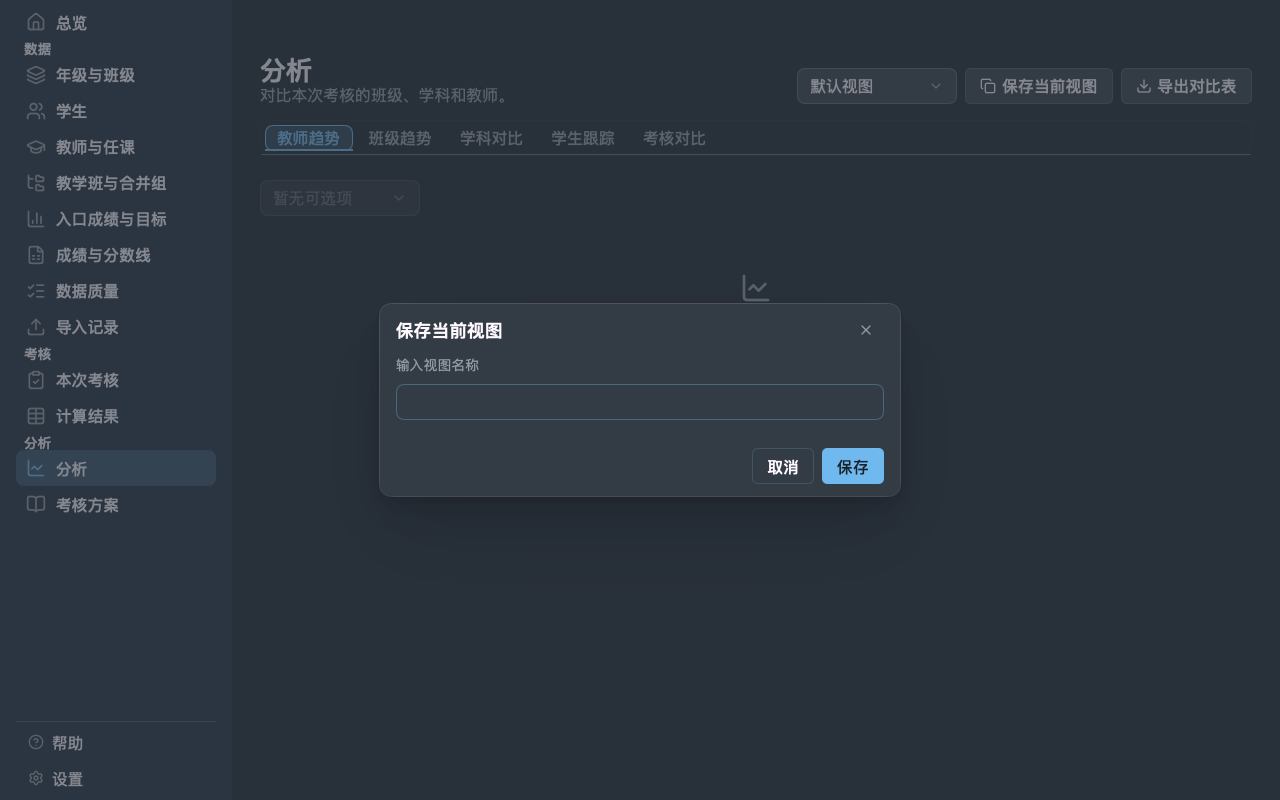 总览
数据
年级与班级
学生
教师与任课
教学班与合并组
入口成绩与目标
成绩与分数线
数据质量
导入记录
考核
本次考核
计算结果
分析
分析
考核方案
帮助
设置
分析
对比本次考核的班级、学科和教师。
默认视图
保存当前视图
导出对比表
教师趋势
班级趋势
学科对比
学生跟踪
考核对比
暂无可选项
保存当前视图
输入视图名称
取消
保存